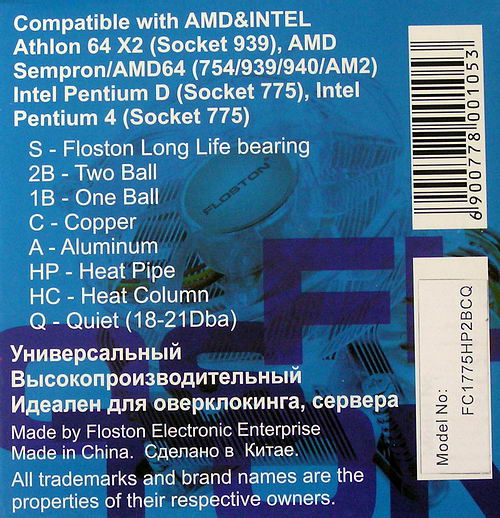 Compatible with AMD&INTEL
Athlon 64 X2 (Socket 939), AMD
Sempron/AMD64 (754/939/940/AM2)
Intel Pentium D (Socket 775), Intel
Pentium 4 (Socket 775)
S - Floston Long Life bearing
2B - Two Ball
1B - One Ball
C - Copper
A - Aluminum
HP - Heat Pipe
HC - Heat Column
Q - Quiet (18-21Dba)
Универсальный
Высокопроизводительный
Идеален для оверклокинга, сервера
Made by Floston Electronic Enterprise
Made in China. Сделано в Китае.
All trademarks and brand names are the
properties of their respective owners.
FLOSTON
6900778001053
Model No:
FC1775HP2BCQ